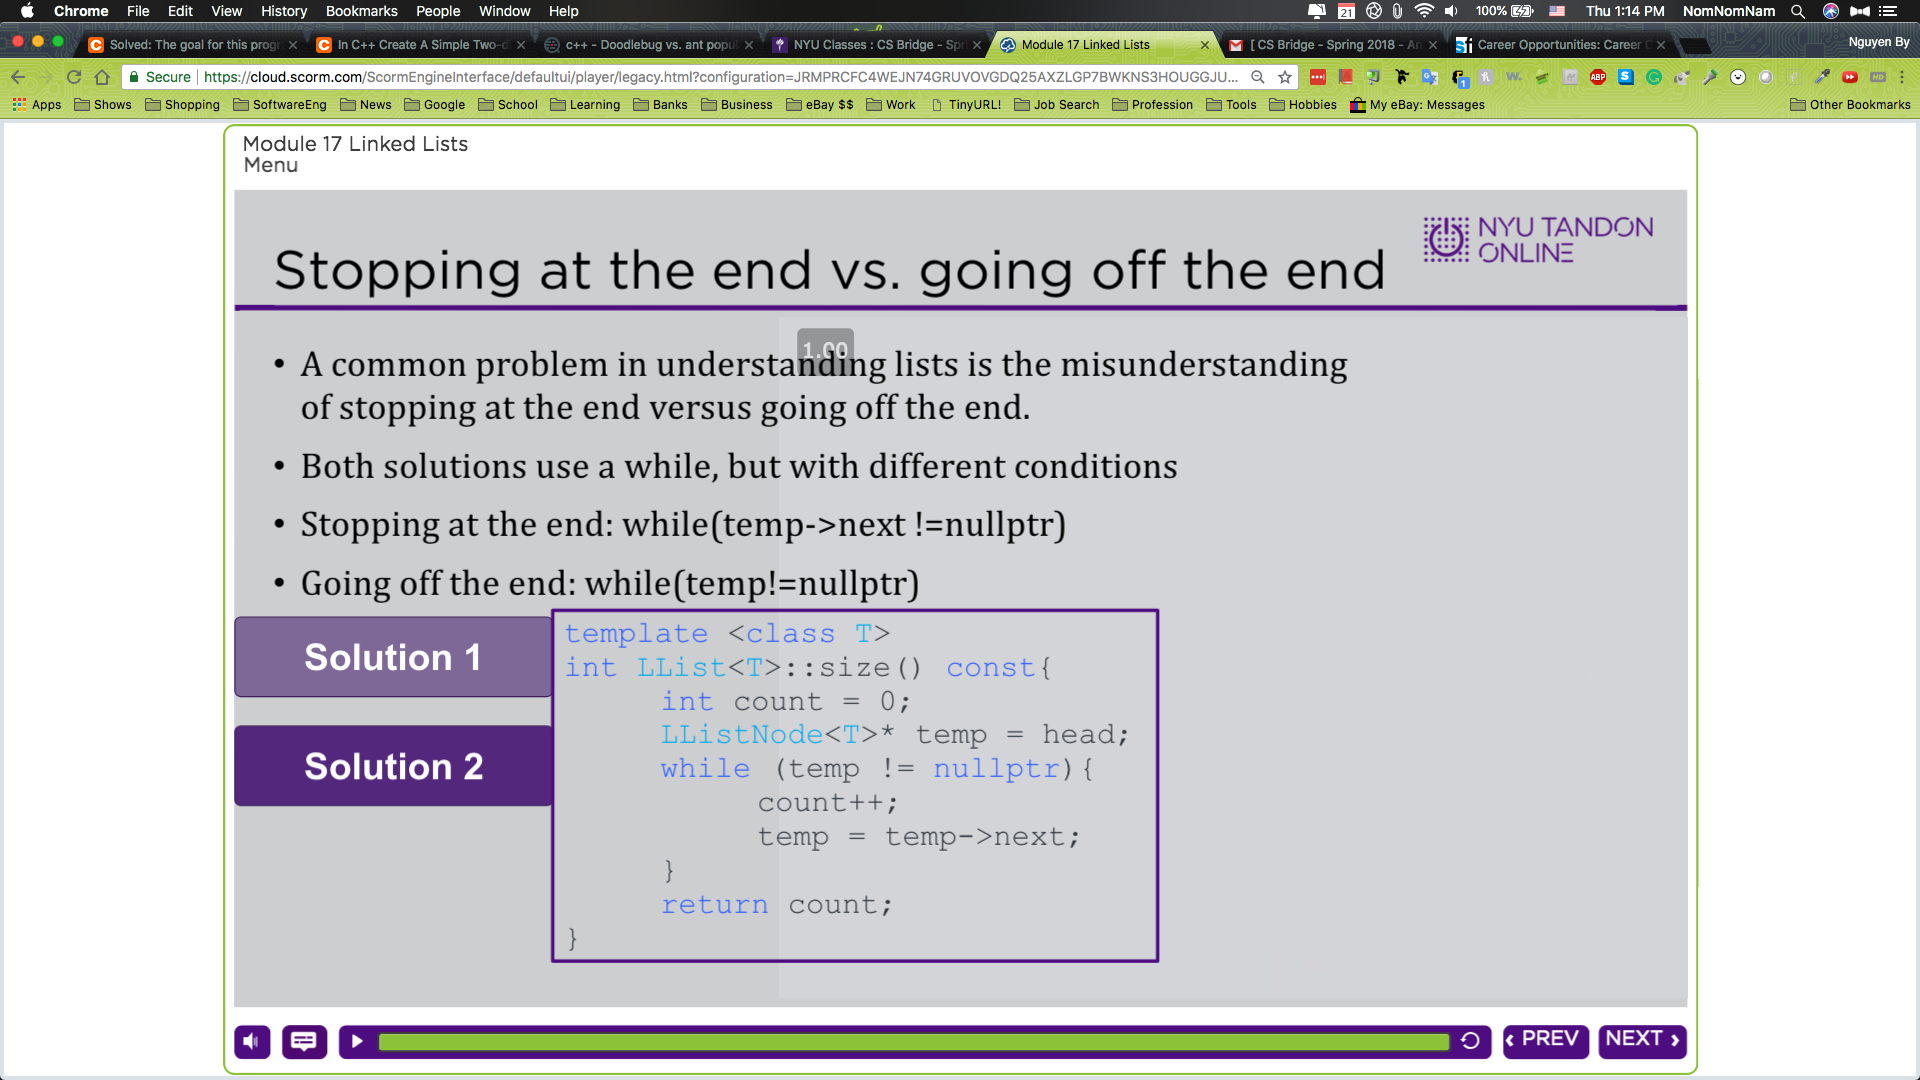 Chrome File Edit View History Bookmarks People Window Help 21 100% Thu 1:14 PM NomNomNam
Solved: The goal for this prog In C++ Create A Simple Two-d c++ - Doodlebug vs. ant popu NYU Classes : CS Bridge - Sp Module 17 Linked Lists [ CS Bridge - Spring 2018 - An Career Opportunities: Career Nguyen By
Secure https://cloud.scorm.com/ScormEngineInterface/defaultui/player/legacy.html?configuration=JRMPRCFC4WEJN74GRUVOVGDQ25AXZLGP7BWKNS3HOUGGJU...
Apps Shows Shopping SoftwareEng News Google School Learning Banks Business eBay $$ Work TinyURL! Job Search Profession Tools Hobbies My eBay: Messages Other Bookmarks
Module 17 Linked Lists
Menu
NYU TANDON
ONLINE
Stopping at the end vs. going off the end
1.00
• A common problem in understanding lists is the misunderstanding
of stopping at the end versus going off the end.
• Both solutions use a while, but with different conditions
• Stopping at the end: while(temp->next !=nullptr)
• Going off the end: while(temp!=nullptr)
Solution 1
Solution 2
template <class T>
int LList<T>::size() const{
int count = 0;
LListNode<T>* temp = head;
while (temp != nullptr){
count++;
temp = temp->next;
}
return count;
}
PREV NEXT